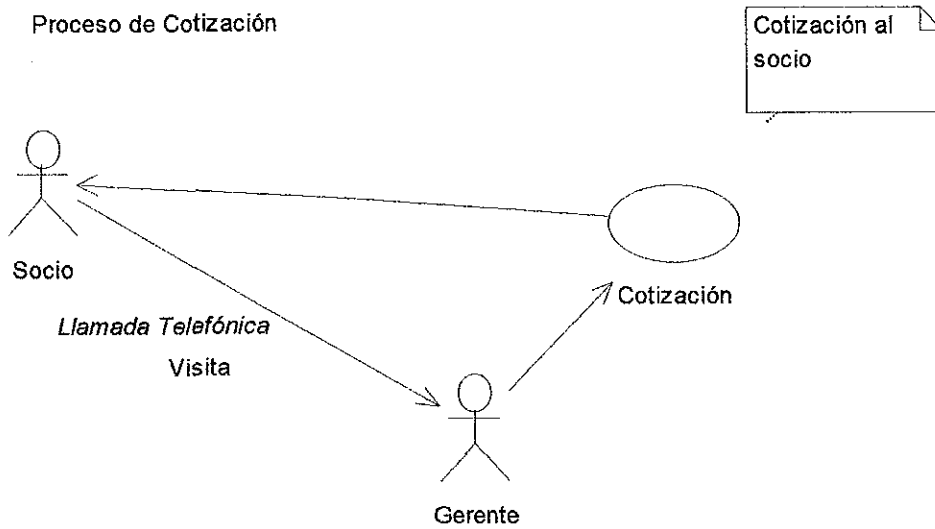 Proceso de Cotización
Cotización al
socio
Socio
Cotización
Llamada Telefónica
Visita
Gerente